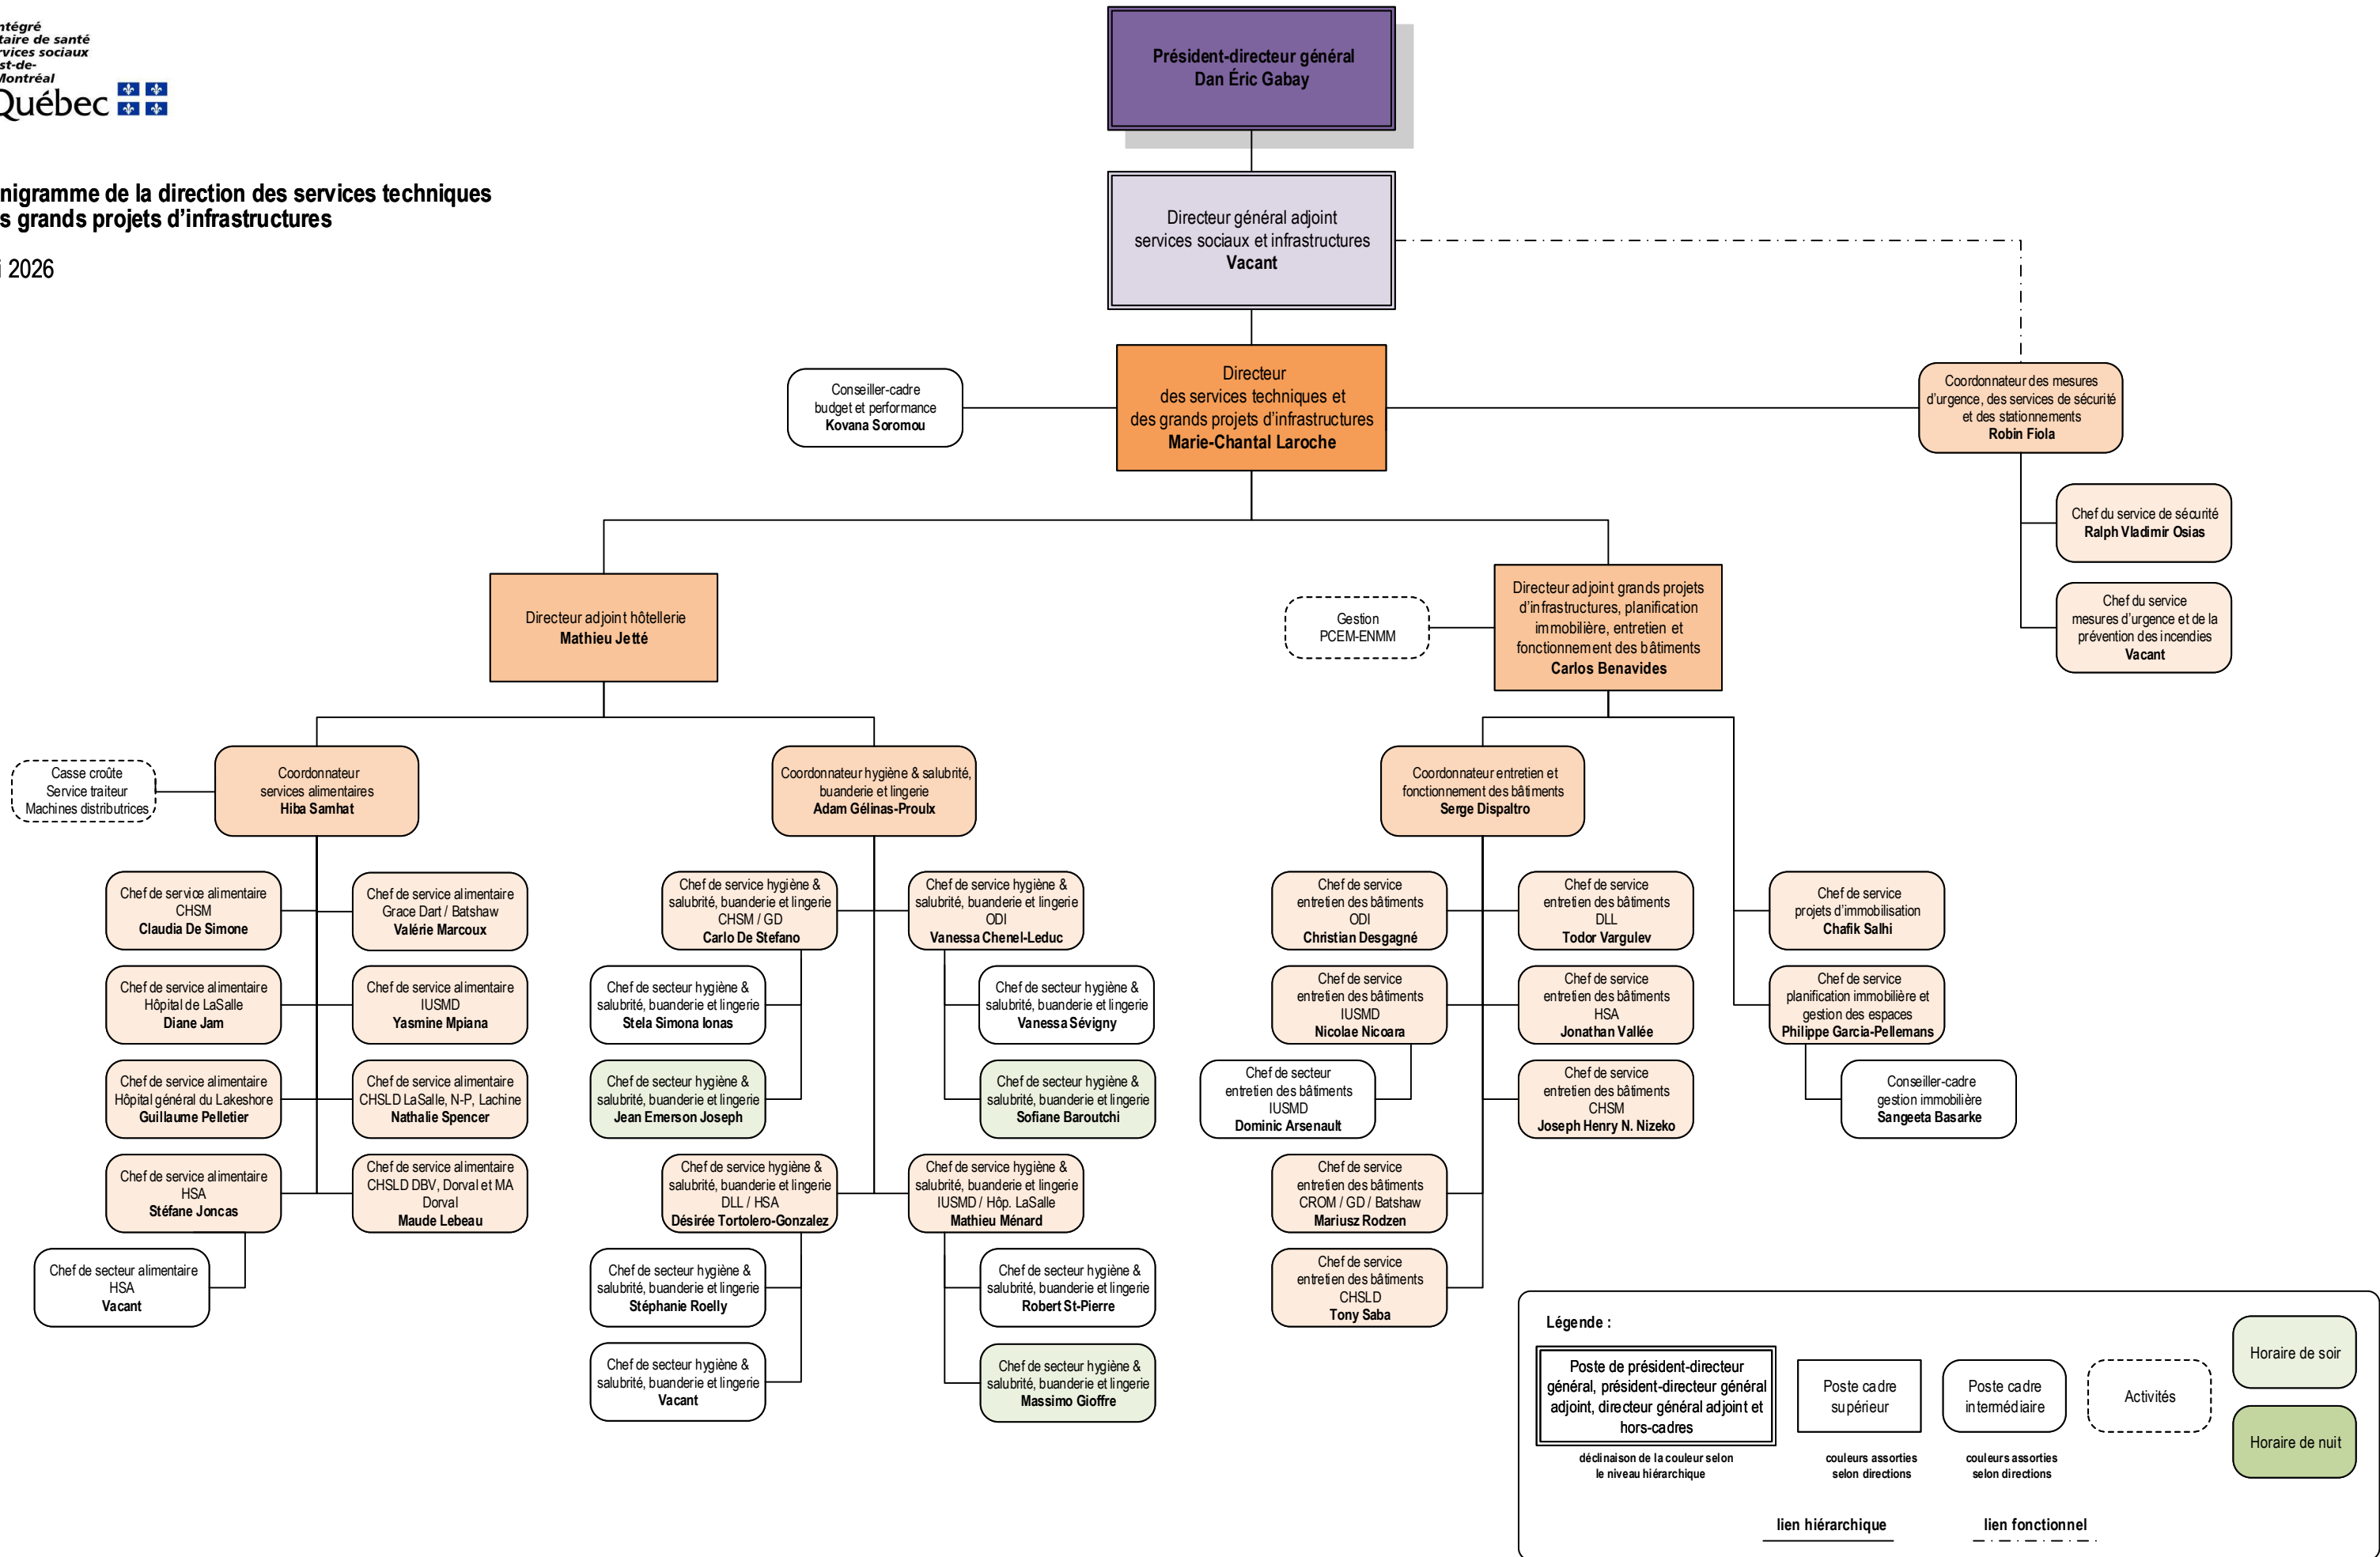 ntégré
taire de santé
rvices sociaux
st-de-
Montréal
Québec
nigramme de la direction des services techniques
s grands projets d'infrastructures
i 2026
Président-directeur général
Dan Éric Gabay
Directeur général adjoint
services sociaux et infrastructures
Vacant
Conseiller-cadre
budget et performance
Kovana Soromou
Directeur
des services techniques et
des grands projets d'infrastructures
Marie-Chantal Laroche
Coordonnateur des mesures
d'urgence, des services de sécurité
et des stationnements
Robin Fiola
Chef du service de sécurité
Ralph Vladimir Osias
Chef du service
mesures d'urgence et de la
prévention des incendies
Vacant
Directeur adjoint hôtellerie
Mathieu Jetté
Gestion
PCEM-ENMM
Directeur adjoint grands projets
d'infrastructures, planification
immobilière, entretien et
fonctionnement des bâtiments
Carlos Benavides
Casse croûte
Service traiteur
Machines distributrices
Coordonnateur
services alimentaires
Hiba Samhat
Coordonnateur hygiène & salubrité,
buanderie et lingerie
Adam Gélinas-Proulx
Coordonnateur entretien et
fonctionnement des bâtiments
Serge Dispaltro
Chef de service alimentaire
CHSM
Claudia De Simone
Chef de service alimentaire
Grace Dart / Batshaw
Valérie Marcoux
Chef de service alimentaire
Hôpital de LaSalle
Diane Jam
Chef de service alimentaire
IUSMD
Yasmine Mpiana
Chef de service alimentaire
Hôpital général du Lakeshore
Guillaume Pelletier
Chef de service alimentaire
CHSLD LaSalle, N-P, Lachine
Nathalie Spencer
Chef de service alimentaire
HSA
Stéfane Joncas
Chef de service alimentaire
CHSLD DBV, Dorval et MA
Dorval
Maude Lebeau
Chef de secteur alimentaire
HSA
Vacant
Chef de service hygiène &
salubrité, buanderie et lingerie
CHSM / GD
Carlo De Stefano
Chef de service hygiène &
salubrité, buanderie et lingerie
ODI
Vanessa Chenel-Leduc
Chef de secteur hygiène &
salubrité, buanderie et lingerie
Stela Simona Ionas
Chef de secteur hygiène &
salubrité, buanderie et lingerie
Vanessa Sévigny
Chef de secteur hygiène &
salubrité, buanderie et lingerie
Jean Emerson Joseph
Chef de secteur hygiène &
salubrité, buanderie et lingerie
Sofiane Baroutchi
Chef de service hygiène &
salubrité, buanderie et lingerie
DLL / HSA
Désirée Tortolero-Gonzalez
Chef de service hygiène &
salubrité, buanderie et lingerie
IUSMD / Hôp. LaSalle
Mathieu Ménard
Chef de secteur hygiène &
salubrité, buanderie et lingerie
Stéphanie Roelly
Chef de secteur hygiène &
salubrité, buanderie et lingerie
Robert St-Pierre
Chef de secteur hygiène &
salubrité, buanderie et lingerie
Vacant
Chef de secteur hygiène &
salubrité, buanderie et lingerie
Massimo Gioffre
Chef de service
entretien des bâtiments
ODI
Christian Desgagné
Chef de service
entretien des bâtiments
DLL
Todor Vargulev
Chef de service
entretien des bâtiments
IUSMD
Nicolae Nicoara
Chef de service
entretien des bâtiments
HSA
Jonathan Vallée
Chef de secteur
entretien des bâtiments
IUSMD
Dominic Arsenault
Chef de service
entretien des bâtiments
CHSM
Joseph Henry N. Nizeko
Chef de service
entretien des bâtiments
CROM / GD / Batshaw
Mariusz Rodzen
Chef de service
entretien des bâtiments
CHSLD
Tony Saba
Chef de service
projets d'immobilisation
Chafik Salhi
Chef de service
planification immobilière et
gestion des espaces
Philippe Garcia-Pellemans
Conseiller-cadre
gestion immobilière
Sangeeta Basarke
Légende :
Poste de président-directeur
général, président-directeur général
adjoint, directeur général adjoint et
hors-cadres
déclinaison de la couleur selon
le niveau hiérarchique
Poste cadre
supérieur
couleurs assorties
selon directions
Poste cadre
intermédiaire
couleurs assorties
selon directions
Activités
Horaire de soir
Horaire de nuit
lien hiérarchique
lien fonctionnel